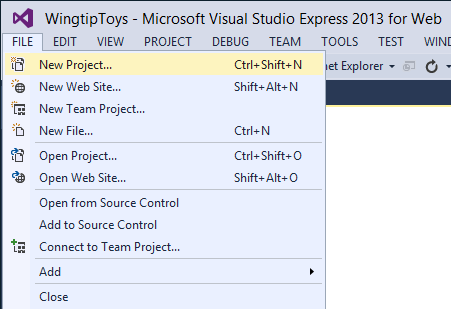 WingtipToys - Microsoft Visual Studio Express 2013 for Web
FILE EDIT VIEW PROJECT DEBUG TEAM TOOLS TEST
New Project... Ctrl+Shift+N
net Explorer
New Web Site... Shift+Alt+N
New Team Project...
New File... Ctrl+N
Open Project... Ctrl+Shift+O
Open Web Site... Shift+Alt+O
Open from Source Control
Add to Source Control
Connect to Team Project...
Add
Close